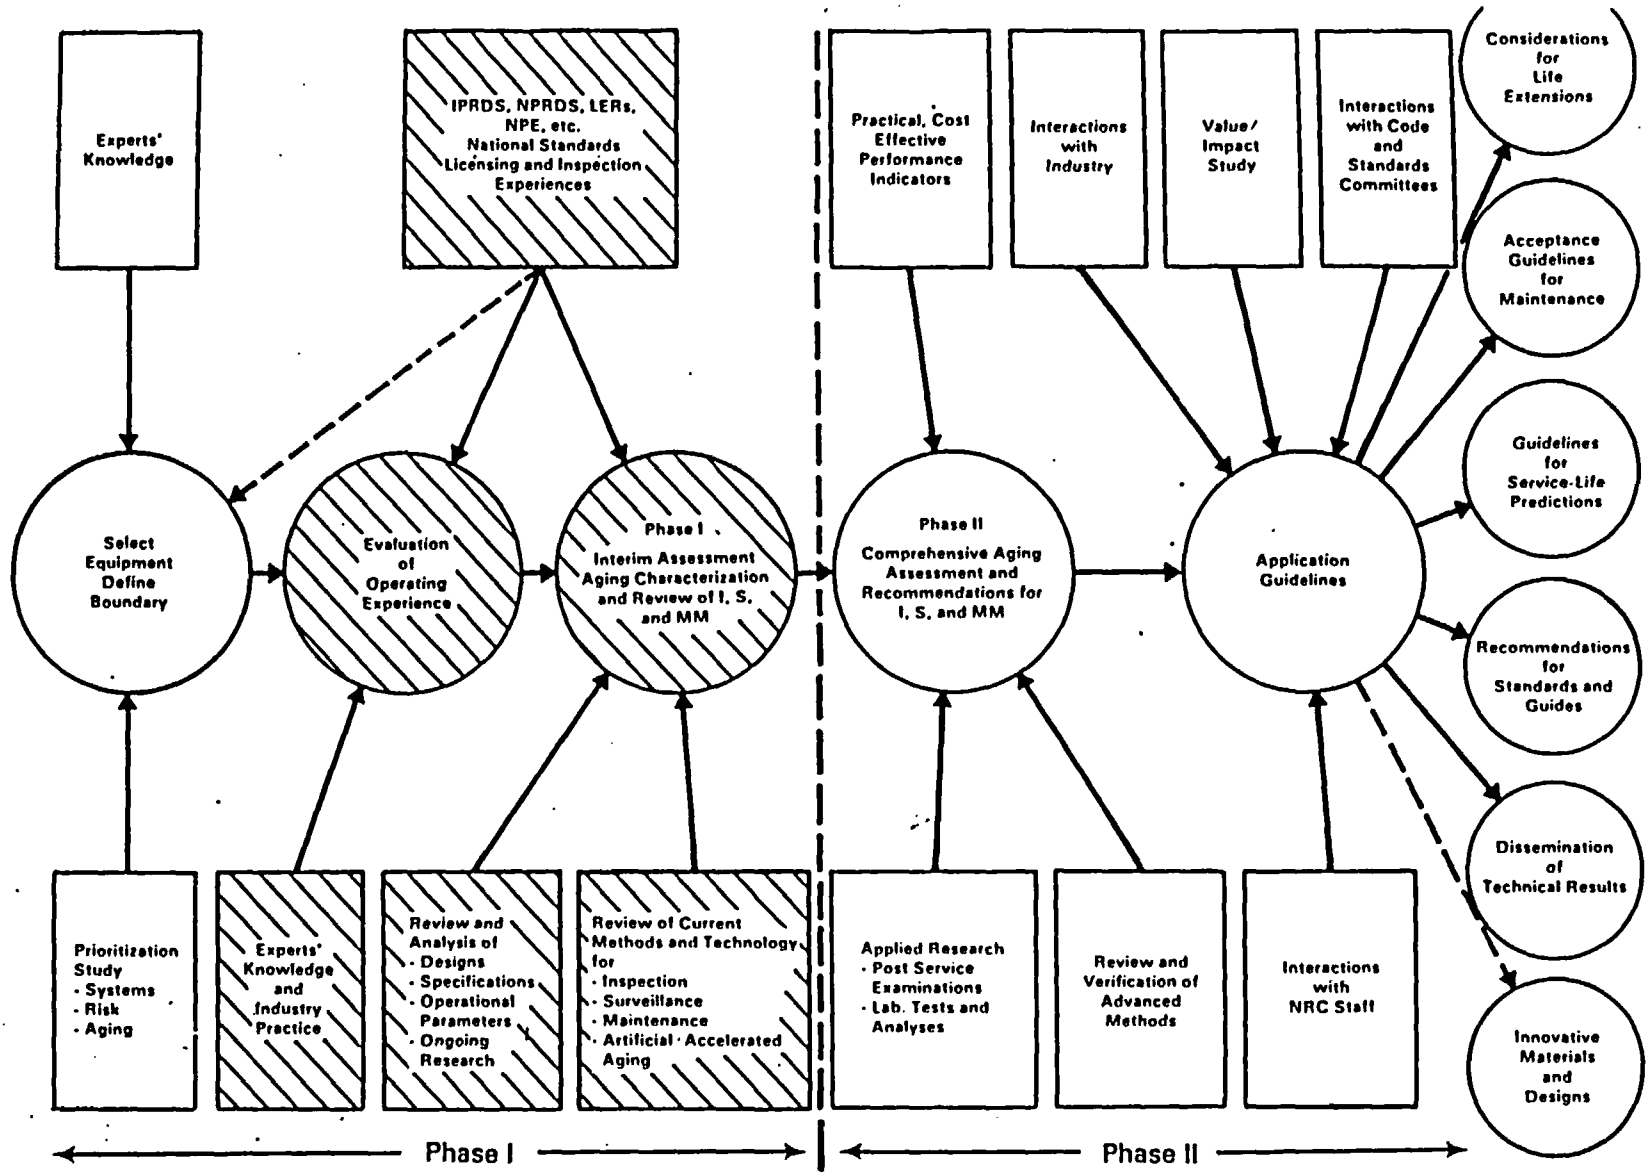 Experts'
Knowledge
IPRDS, NPRDS, LERs,
NPE, etc.
National Standards
Licensing and Inspection
Experiences
Practical, Cost
Effective
Performance
Indicators
Interactions
with
Industry
Value/
Impact
Study
Interactions
with Code
and
Standards
Committees
Considerations
for
Life
Extensions
Acceptance
Guidelines
for
Maintenance
Guidelines
for
Service-Life
Predictions
Select
Equipment
Define
Boundary
Evaluation
of
Operating
Experience
Phase I
Interim Assessment
Aging Characterization
and Review of I, S,
and MM
Phase II
Comprehensive Aging
Assessment and
Recommendations for
I, S, and MM
Application
Guidelines
Recommendations
for
Standards and
Guides
Dissemination
of
Technical Results
Innovative
Materials
and
Designs
Prioritization
Study
- Systems
- Risk
- Aging
Experts'
Knowledge
and
Industry
Practice
Review and
Analysis of
- Designs
- Specifications
- Operational
Parameters
- Ongoing
Research
Review of Current
Methods and Technology
for
- Inspection
- Surveillance
- Maintenance
- Artificial Accelerated
Aging
Applied Research
- Post Service
Examinations
- Lab. Tests and
Analyses
Review and
Verification of
Advanced
Methods
Interactions
with
NRC Staff
Phase I
Phase II